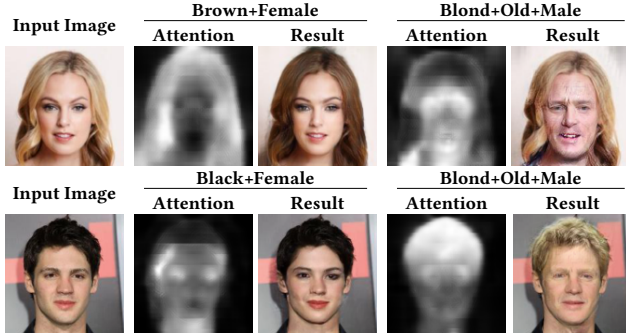 Input Image
Brown+Female
Blond+Old+Male
Attention Result Attention Result
Input Image
Black+Female
Blond+Old+Male
Attention Result Attention Result